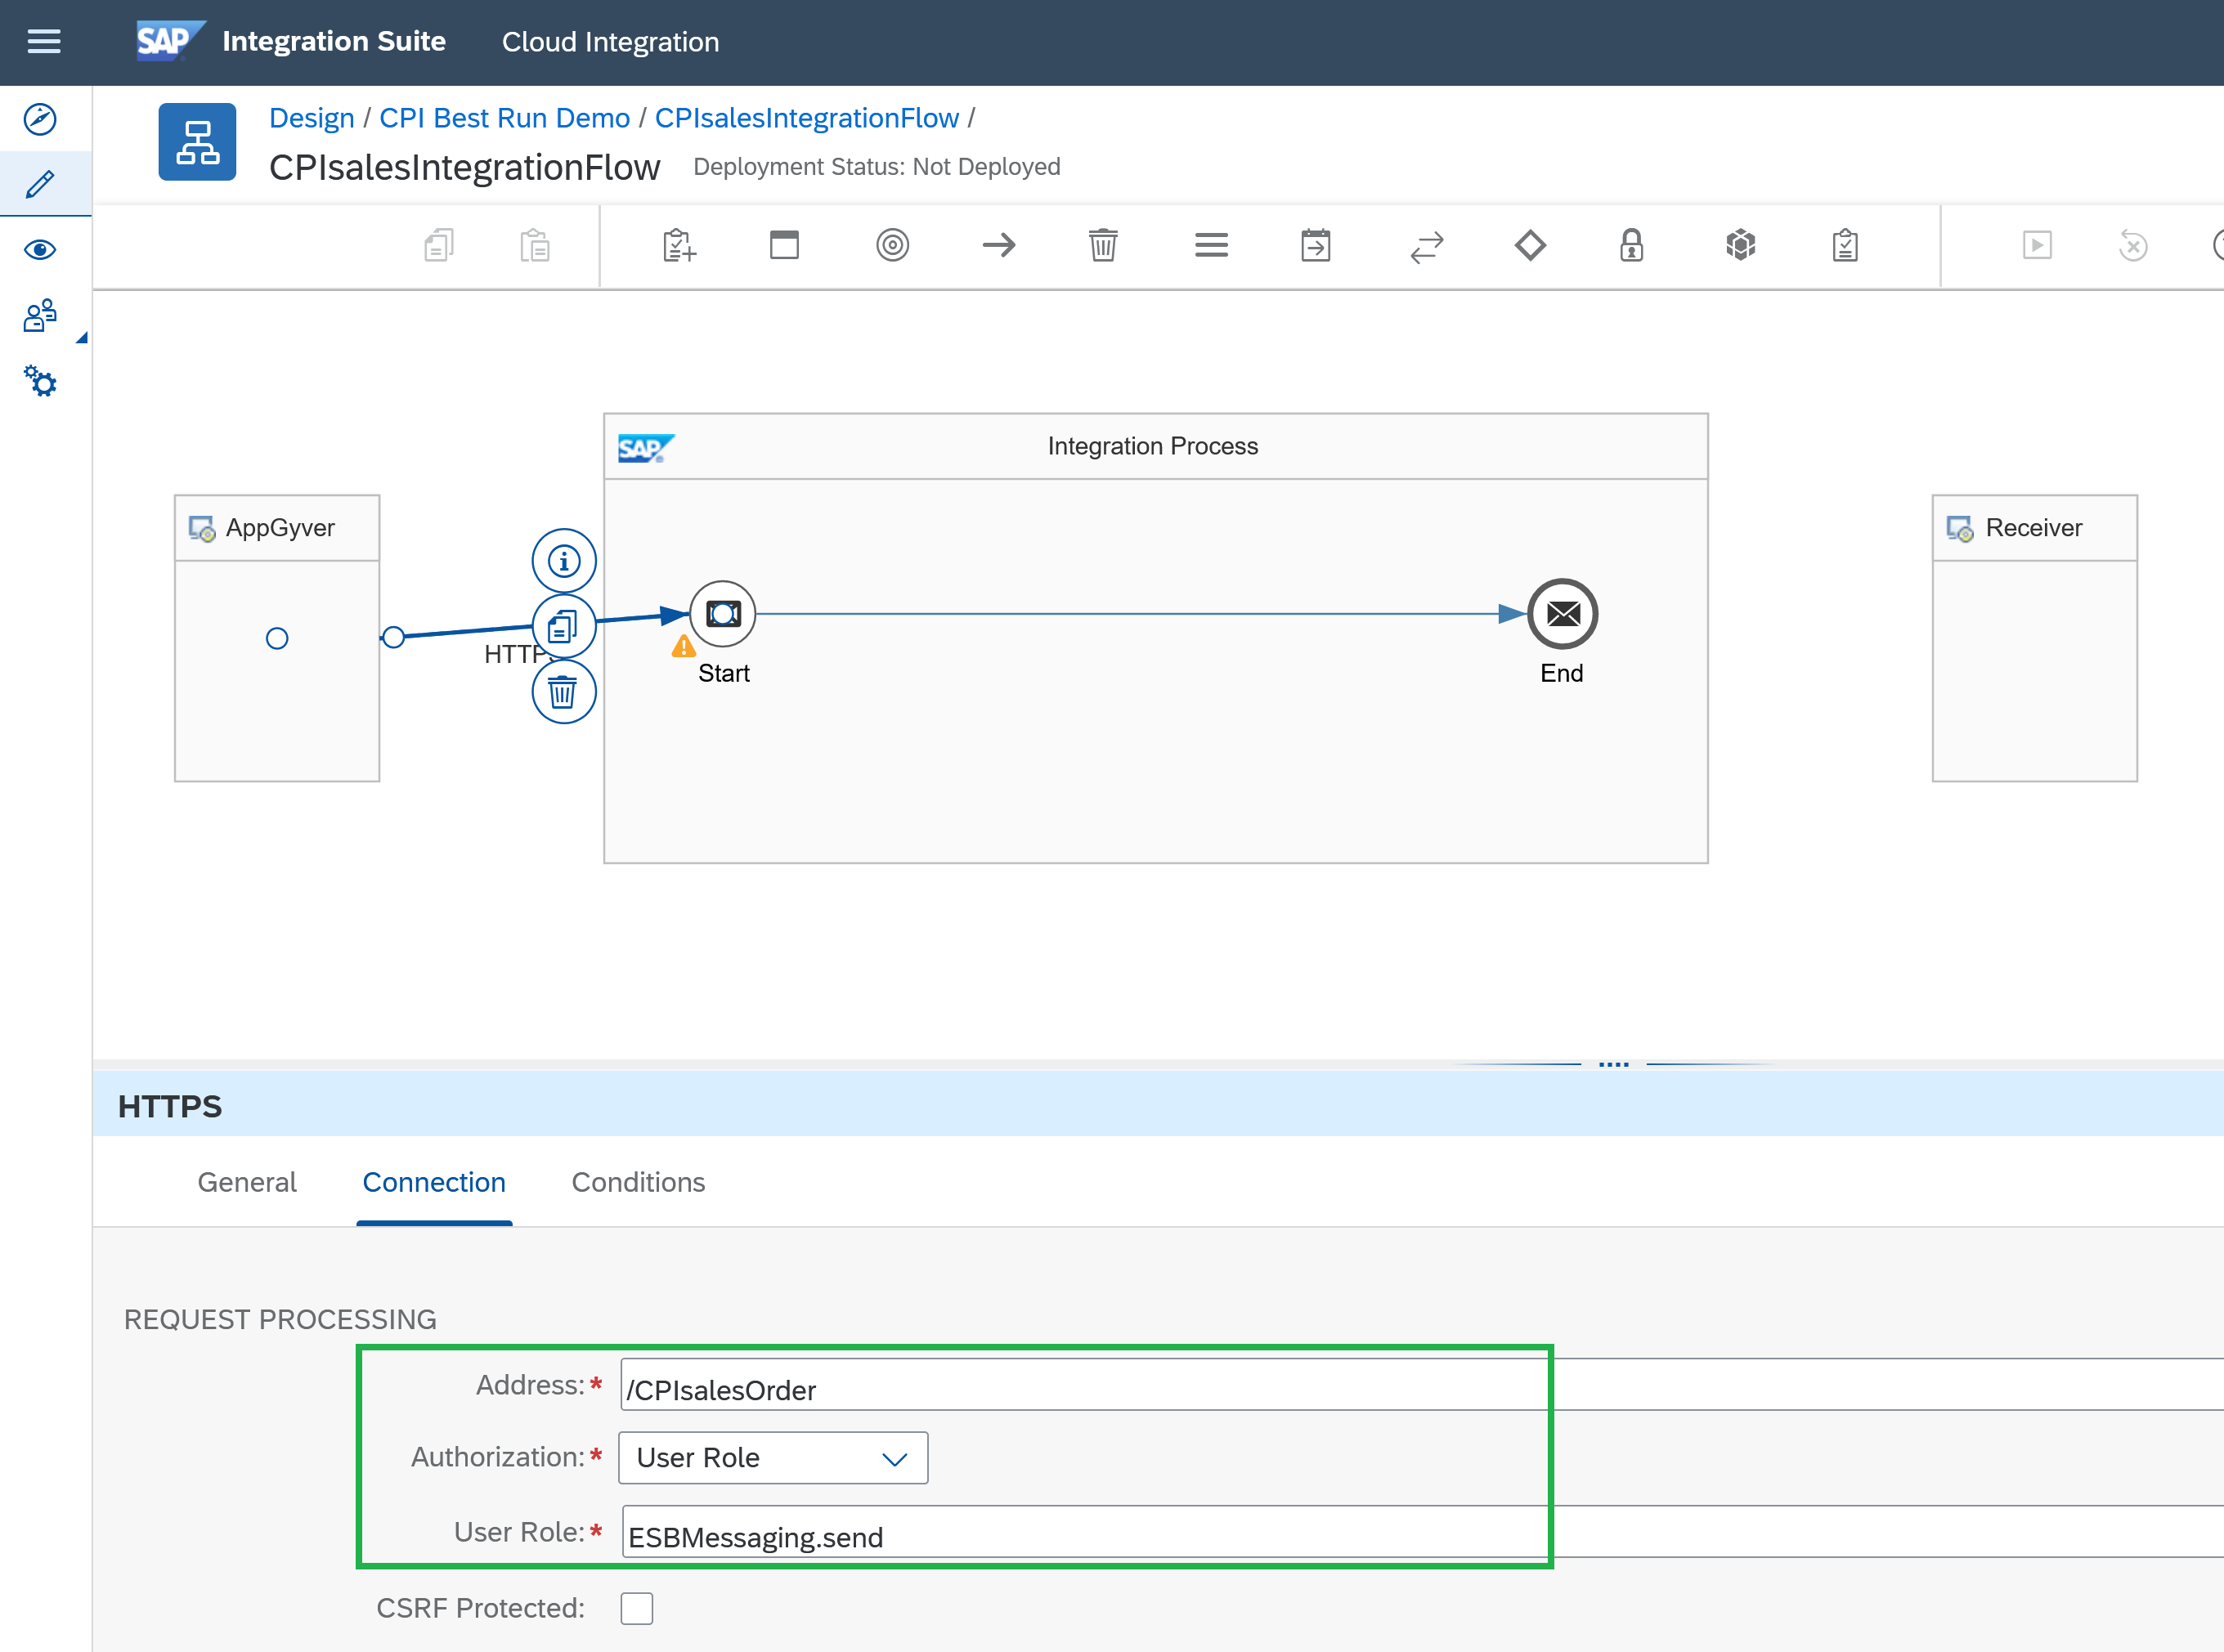 SAP Integration Suite Cloud Integration
Design / CPI Best Run Demo / CPIsalesIntegrationFlow /
CPIsalesIntegrationFlow Deployment Status: Not Deployed
SAP Integration Process
AppGyver
Receiver
HTTPS
Start
End
HTTPS
General Connection Conditions
REQUEST PROCESSING
Address:* /CPIsalesOrder
Authorization:* User Role
User Role:* ESBMessaging.send
CSRF Protected: